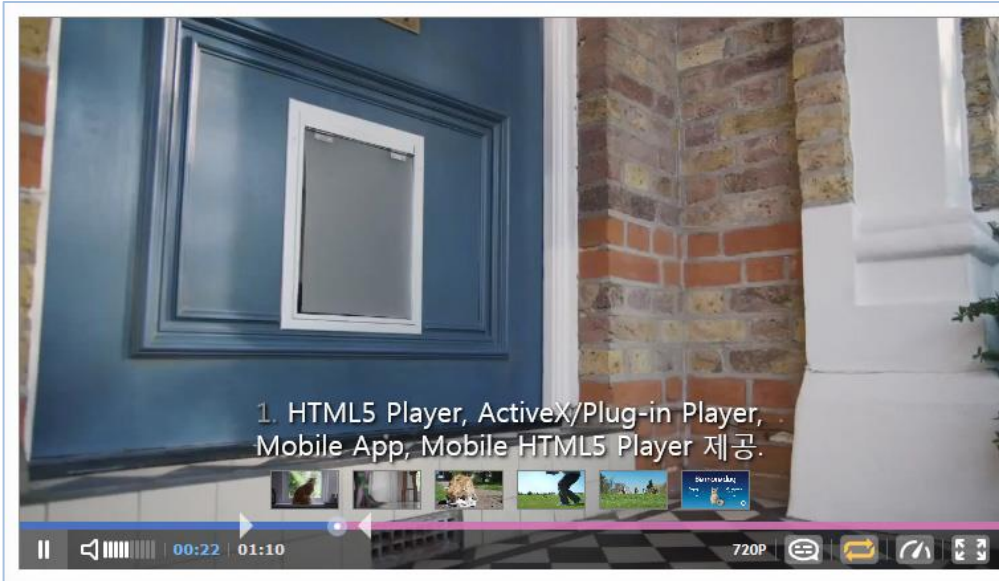 1. HTML5 Player, ActiveX/Plug-in Player,
Mobile App, Mobile HTML5 Player 제공.
00:22 01:10
720P